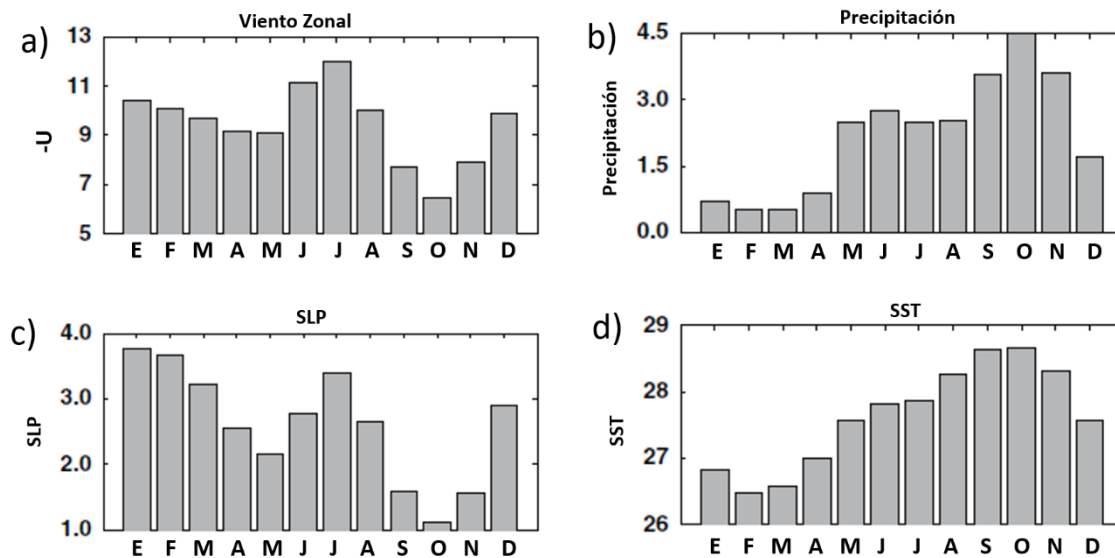 a)
Viento Zonal
-U
13
11
9
7
5
E F M A M J J A S O N D
b)
Precipitación
Precipitación
4.5
3.0
1.5
0.0
E F M A M J J A S O N D
c)
SLP
SLP
4.0
3.0
2.0
1.0
E F M A M J J A S O N D
d)
SST
SST
29
28
27
26
E F M A M J J A S O N D